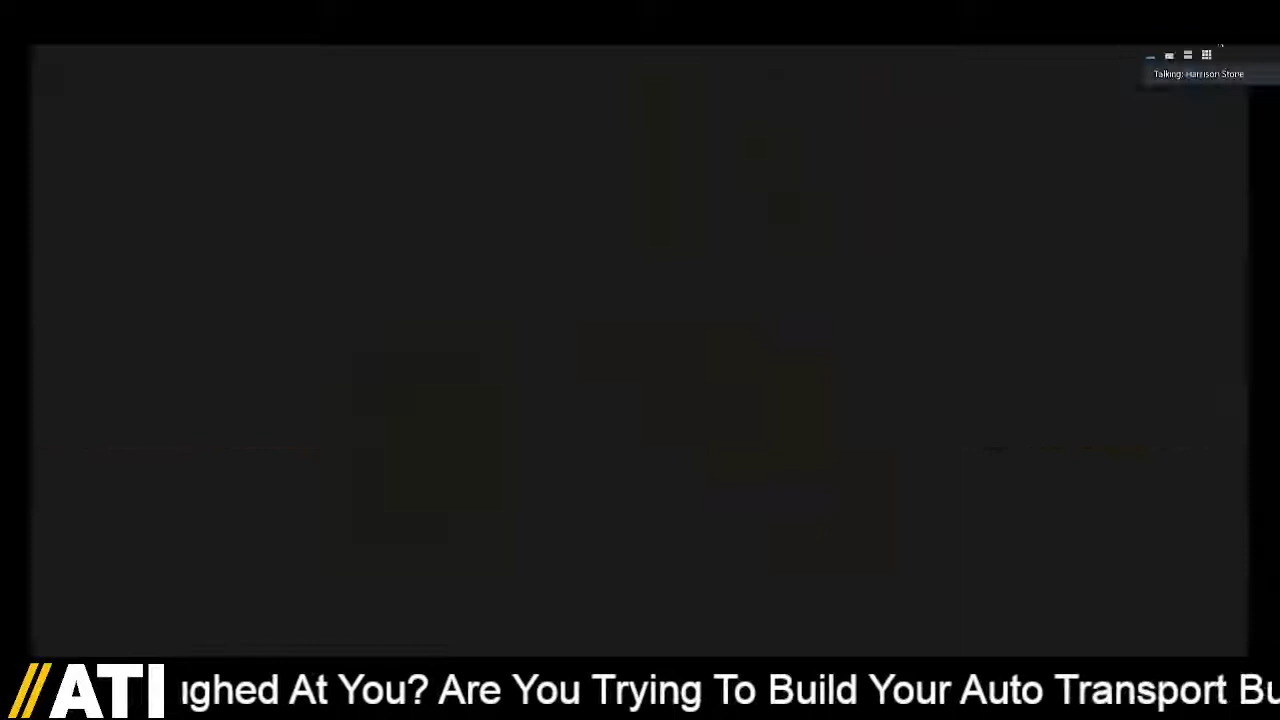 Talking: Harrison Stone
//ATI
ghed At You? Are You Trying To Build Your Auto Transport Bu